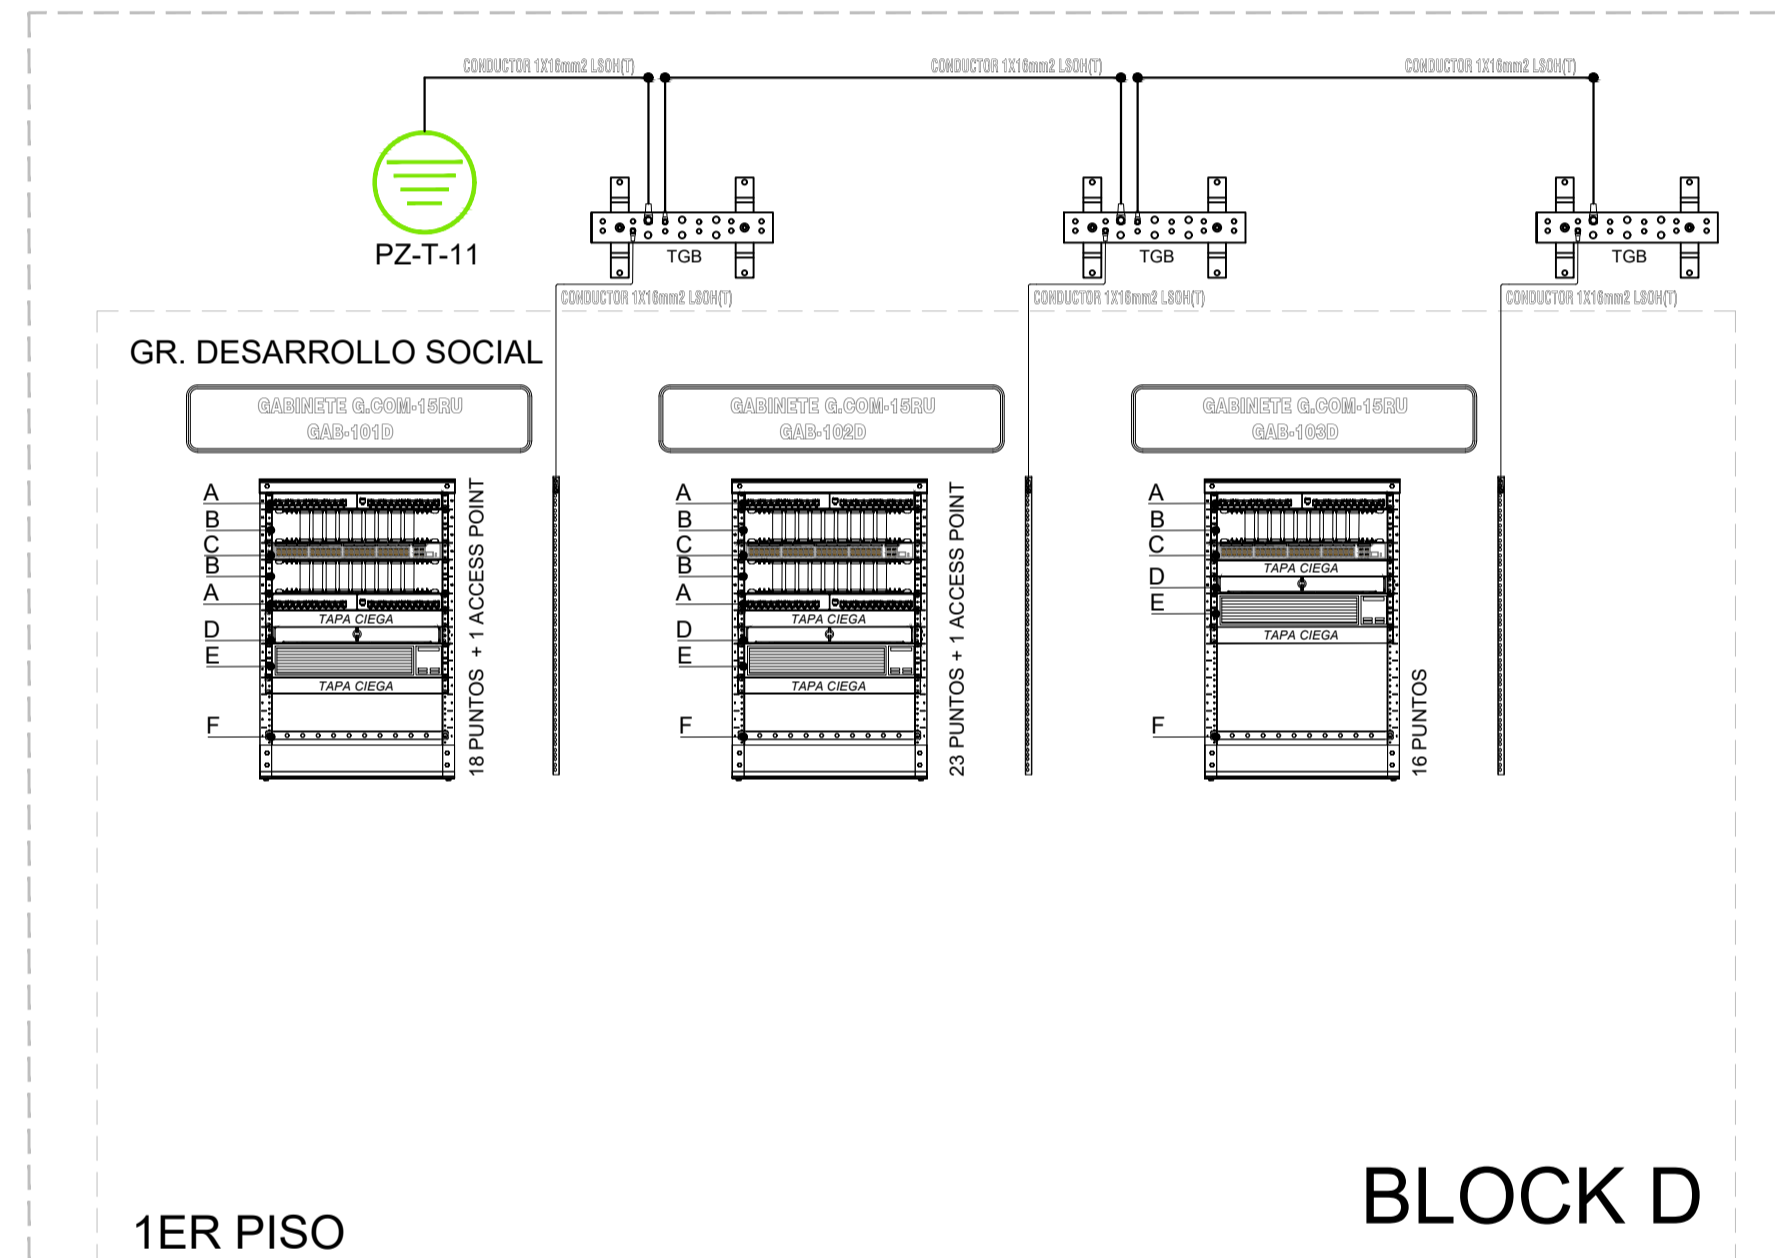 CONDUCTOR 1X16mm2 LSOH(T)
CONDUCTOR 1X16mm2 LSOH(T)
CONDUCTOR 1X16mm2 LSOH(T)
PZ-T-11
TGB
TGB
TGB
CONDUCTOR 1X16mm2 LSOH(T)
CONDUCTOR 1X16mm2 LSOH(T)
CONDUCTOR 1X16mm2 LSOH(T)
GR. DESARROLLO SOCIAL
GABINETE G.COM-15RU
GAB-101D
A
B
C
B
A
TAPA CIEGA
D
E
TAPA CIEGA
F
18 PUNTOS + 1 ACCESS POINT
GABINETE G.COM-15RU
GAB-102D
A
B
C
B
A
TAPA CIEGA
D
E
TAPA CIEGA
F
23 PUNTOS + 1 ACCESS POINT
GABINETE G.COM-15RU
GAB-103D
A
B
C
TAPA CIEGA
D
E
TAPA CIEGA
F
16 PUNTOS
BLOCK D
1ER PISO